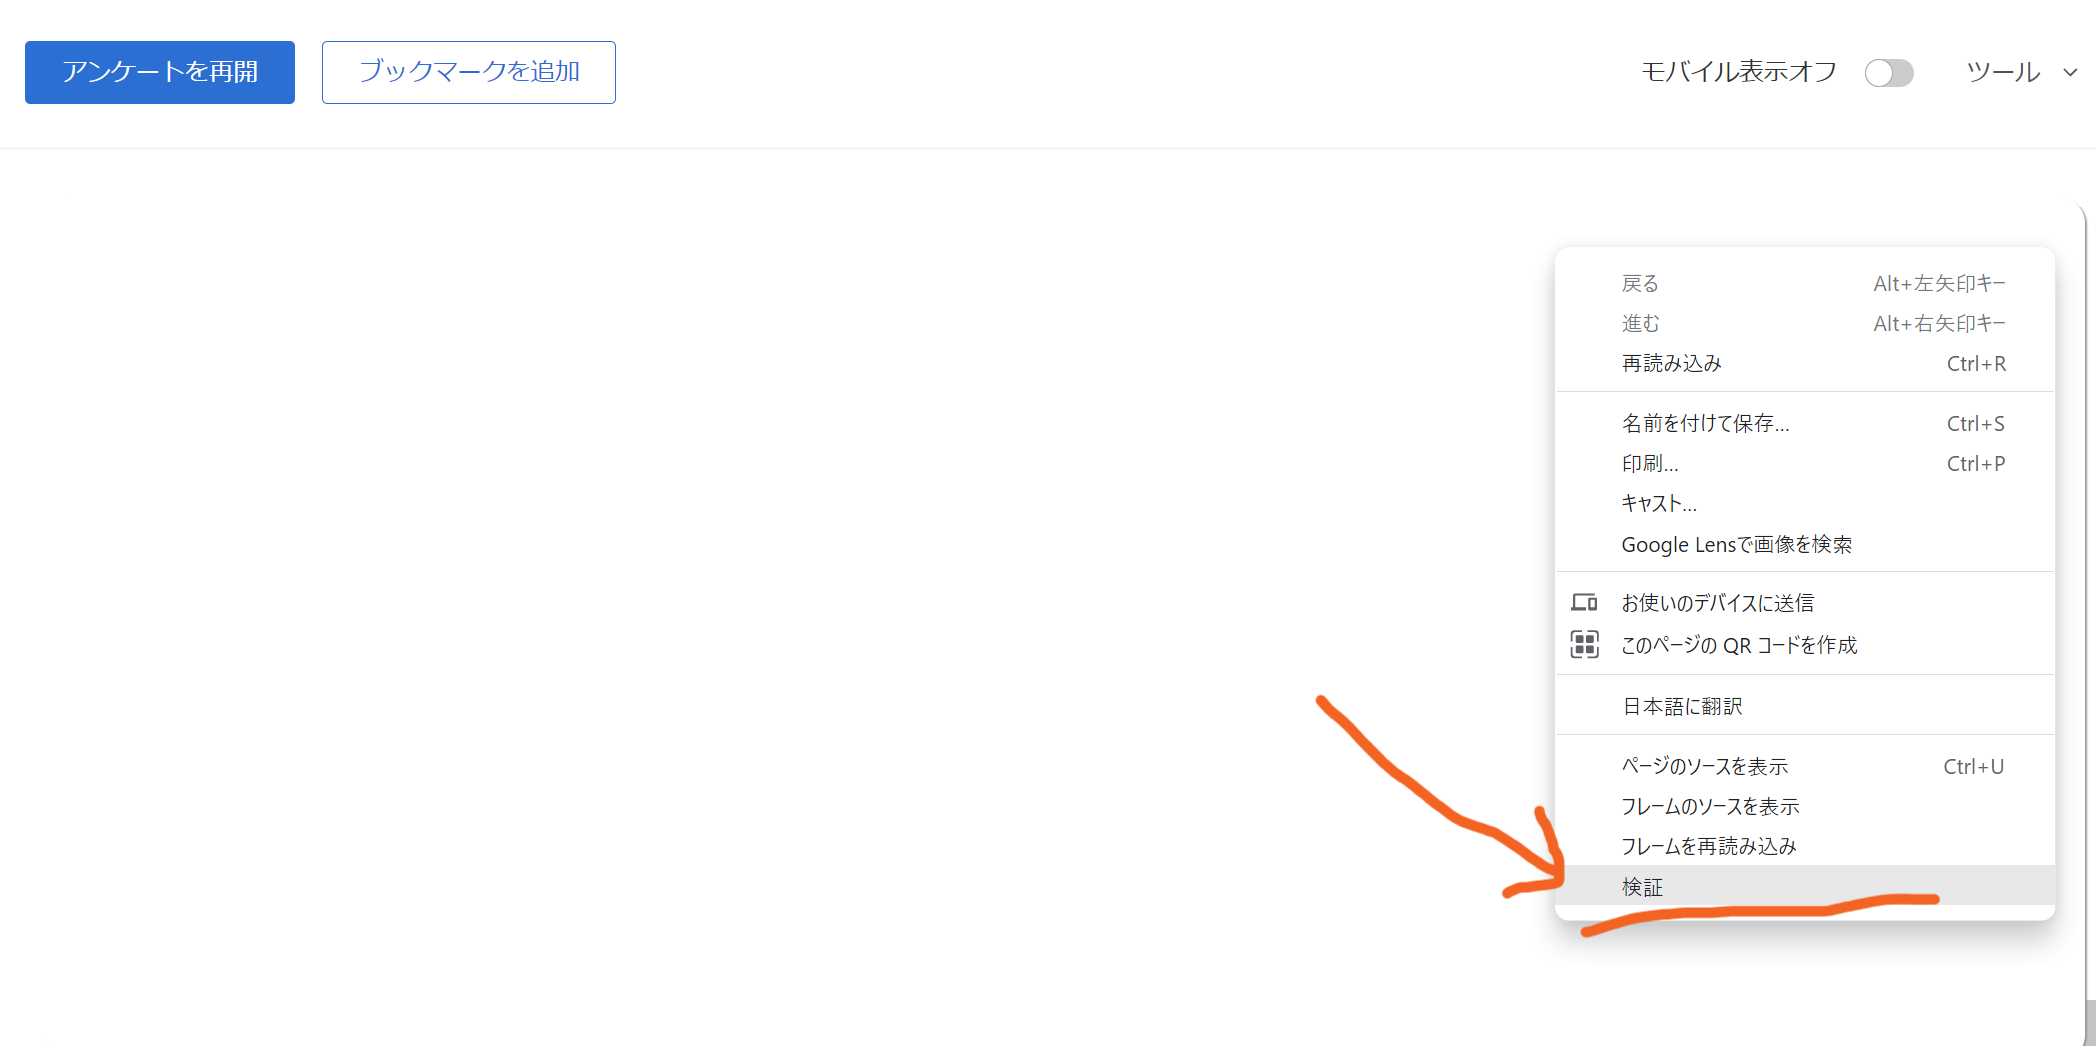 アンケートを再開
ブックマークを追加
モバイル表示オフ
ツール
戻る Alt+左矢印キー
進む Alt+右矢印キー
再読み込み Ctrl+R
名前を付けて保存... Ctrl+S
印刷... Ctrl+P
キャスト...
Google Lensで画像を検索
お使いのデバイスに送信
このページの QR コードを作成
日本語に翻訳
ページのソースを表示 Ctrl+U
フレームのソースを表示
フレームを再読み込み
検証